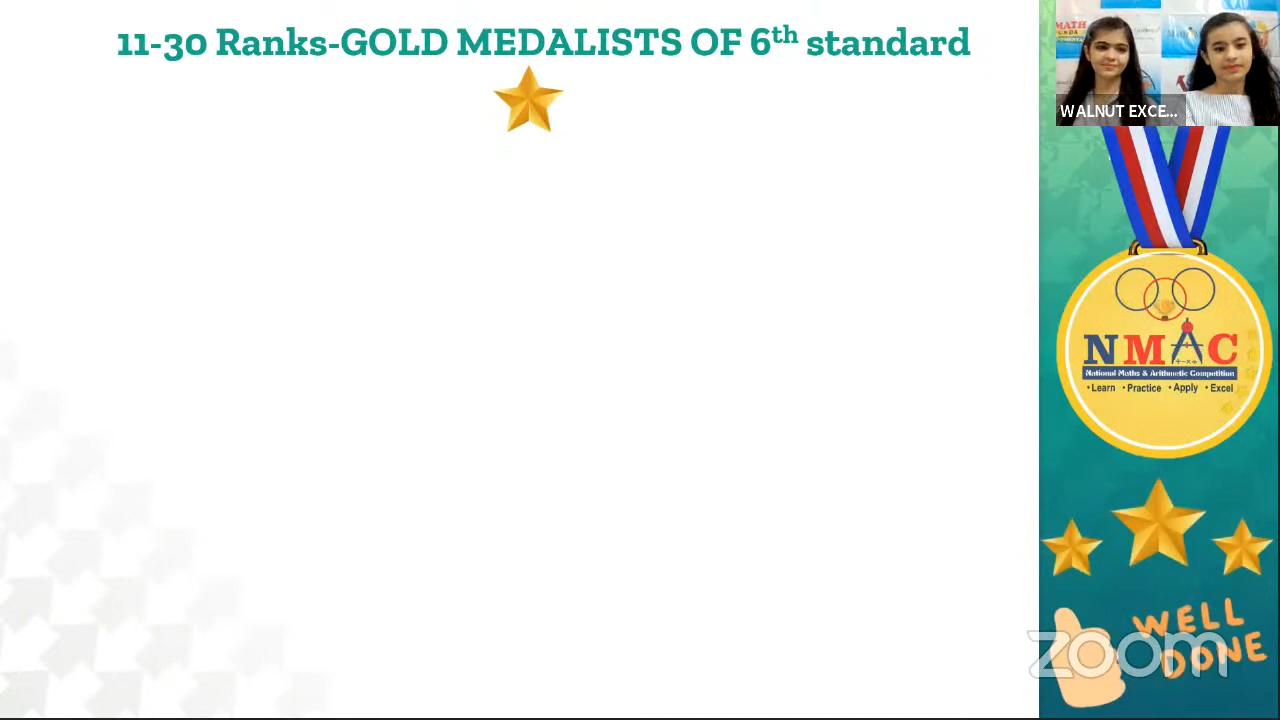 11-30 Ranks-GOLD MEDALISTS OF 6th standard
MATH
WALNUT EXCE...
NMAC
National Maths & Arithmetic Competition
•Learn •Practice •Apply •Excel
WELL
DONE
zoom